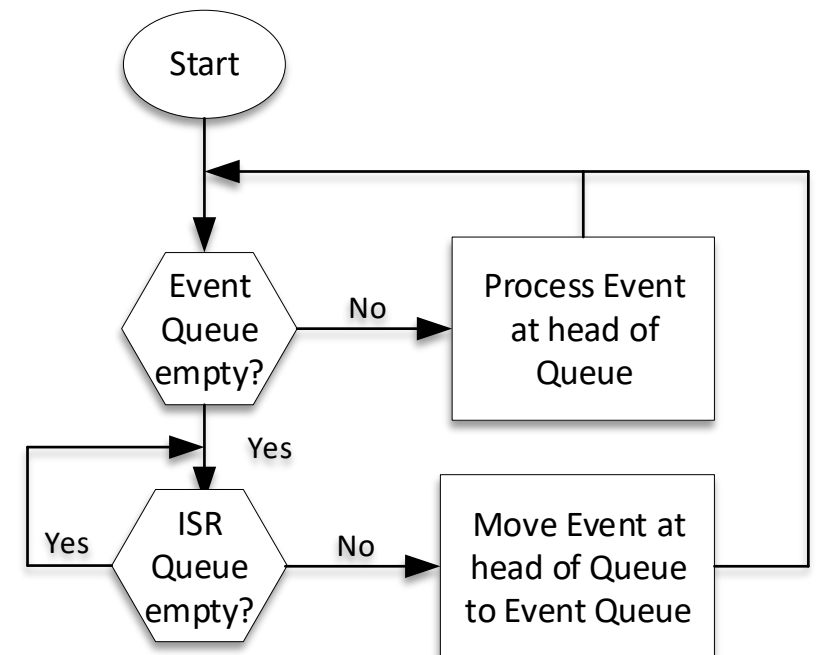 Start
Event
Queue
empty?
No
Process Event
at head of
Queue
Yes
Yes
ISR
Queue
empty?
No
Move Event at
head of Queue
to Event Queue